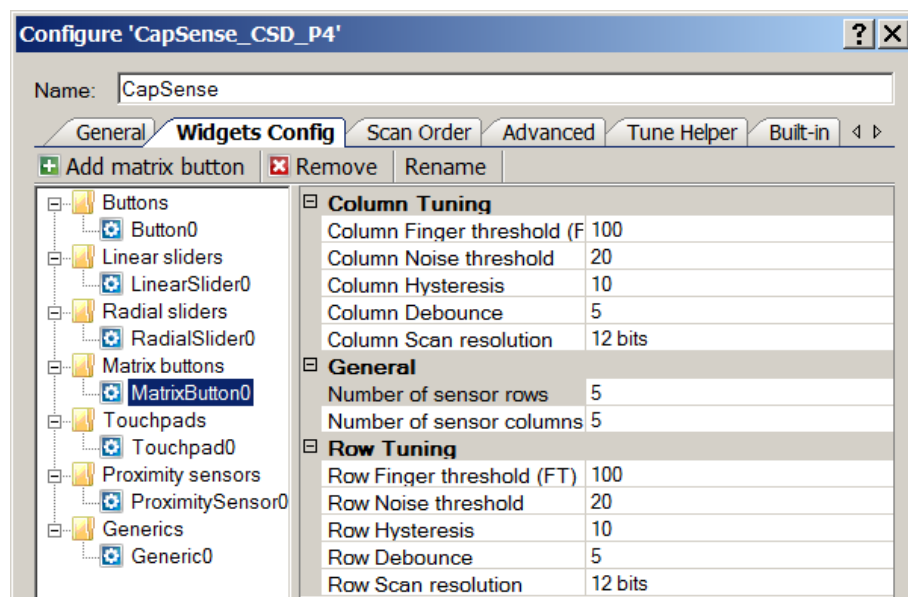 Configure 'CapSense_CSD_P4'
? X
Name: CapSense
General Widgets Config Scan Order Advanced Tune Helper Built-in
Add matrix button Remove Rename
Buttons
Button0
Linear sliders
LinearSlider0
Radial sliders
RadialSlider0
Matrix buttons
MatrixButton0
Touchpads
Touchpad0
Proximity sensors
ProximitySensor0
Generics
Generic0
Column Tuning
Column Finger threshold (F 100
Column Noise threshold 20
Column Hysteresis 10
Column Debounce 5
Column Scan resolution 12 bits
General
Number of sensor rows 5
Number of sensor columns 5
Row Tuning
Row Finger threshold (FT) 100
Row Noise threshold 20
Row Hysteresis 10
Row Debounce 5
Row Scan resolution 12 bits